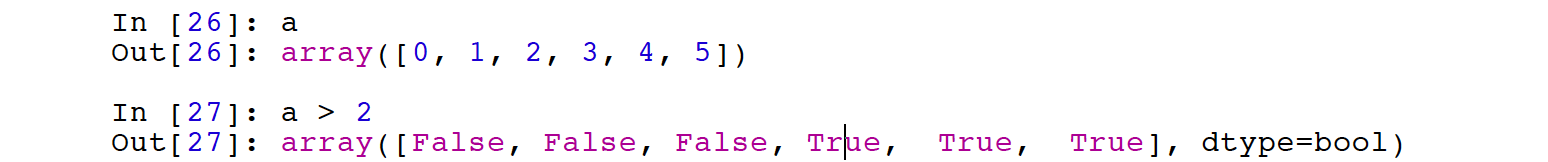 In [26]: a
Out[26]: array([0, 1, 2, 3, 4, 5])
In [27]: a > 2
Out[27]: array([False, False, False, True,  True,  True], dtype=bool)